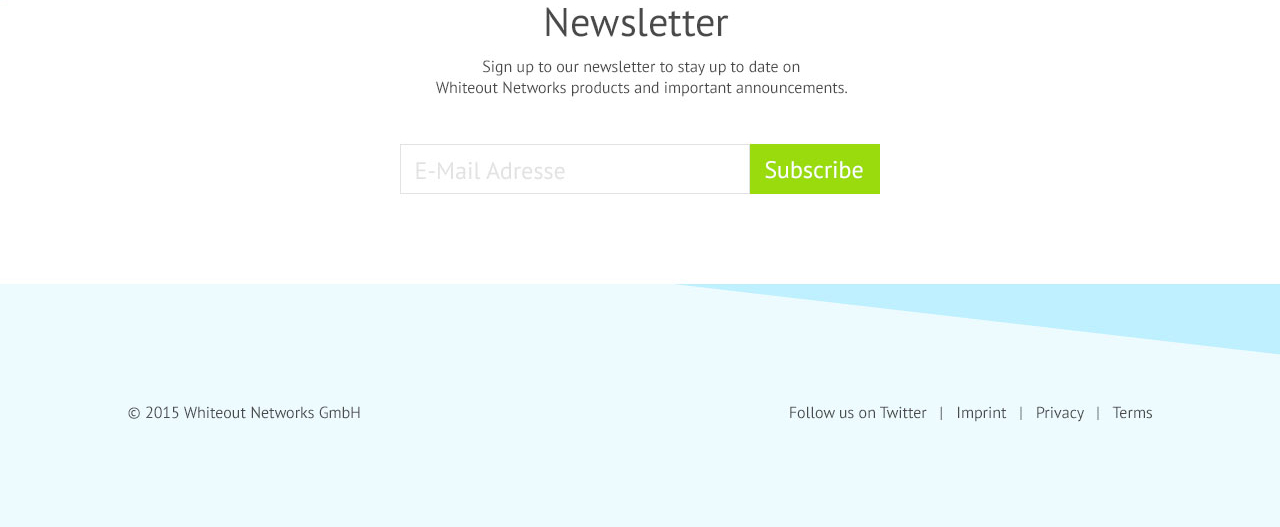 Newsletter
Sign up to our newsletter to stay up to date on
Whiteout Networks products and important announcements.
E-Mail Adresse
Subscribe
© 2015 Whiteout Networks GmbH
Follow us on Twitter | Imprint | Privacy | Terms